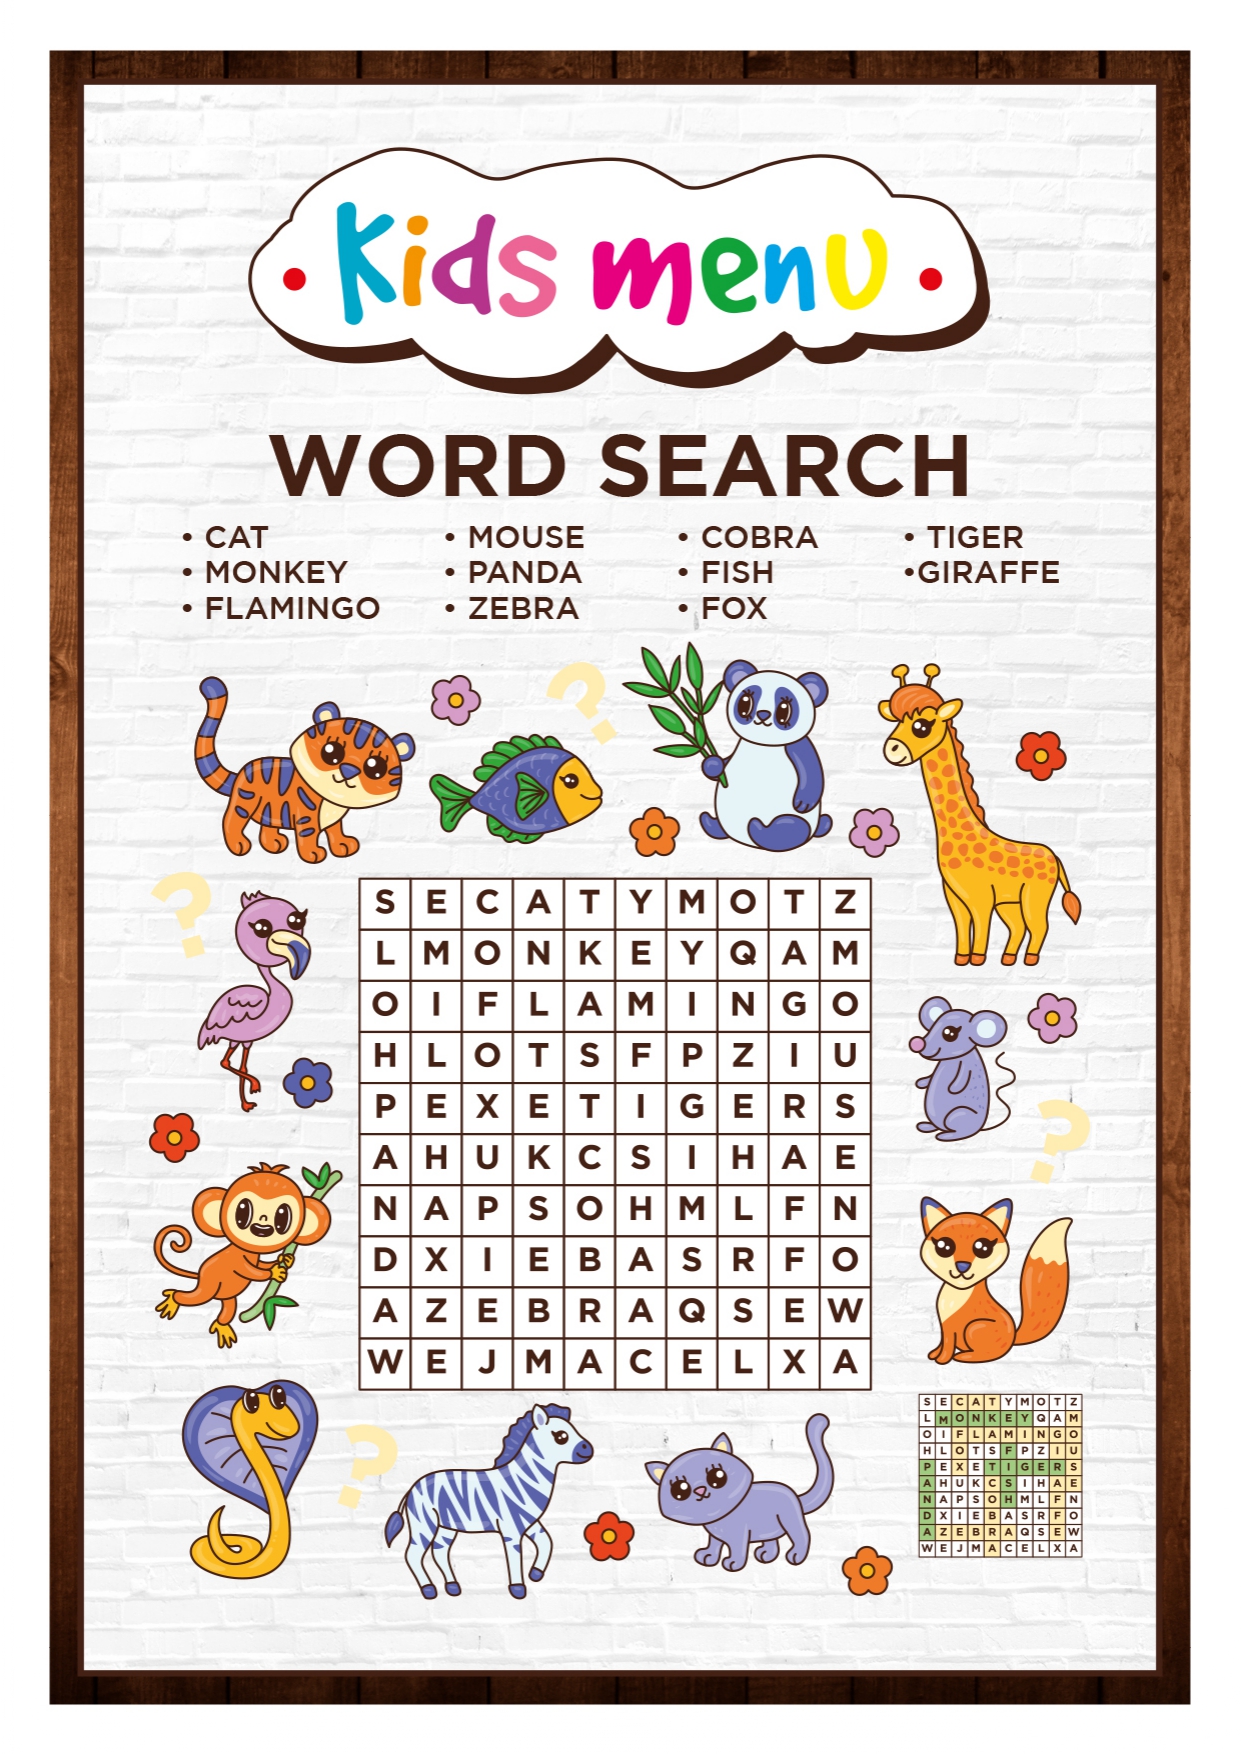 Kids menu
WORD SEARCH
• CAT • MOUSE • COBRA • TIGER
• MONKEY • PANDA • FISH •GIRAFFE
• FLAMINGO • ZEBRA • FOX
? ?
S E C A T Y M O T Z
L M O N K E Y Q A M
O I F L A M I N G O
H L O T S F P Z I U
P E X E T I G E R S
A H U K C S I H A E
N A P S O H M L F N
D X I E B A S R F O
A Z E B R A Q S E W
W E J M A C E L X A
? ?
S E C A T Y M O T Z
L M O N K E Y Q A M
O I F L A M I N G O
H L O T S F P Z I U
P E X E T I G E R S
A H U K C S I H A E
N A P S O H M L F N
D X I E B A S R F O
A Z E B R A Q S E W
W E J M A C E L X A